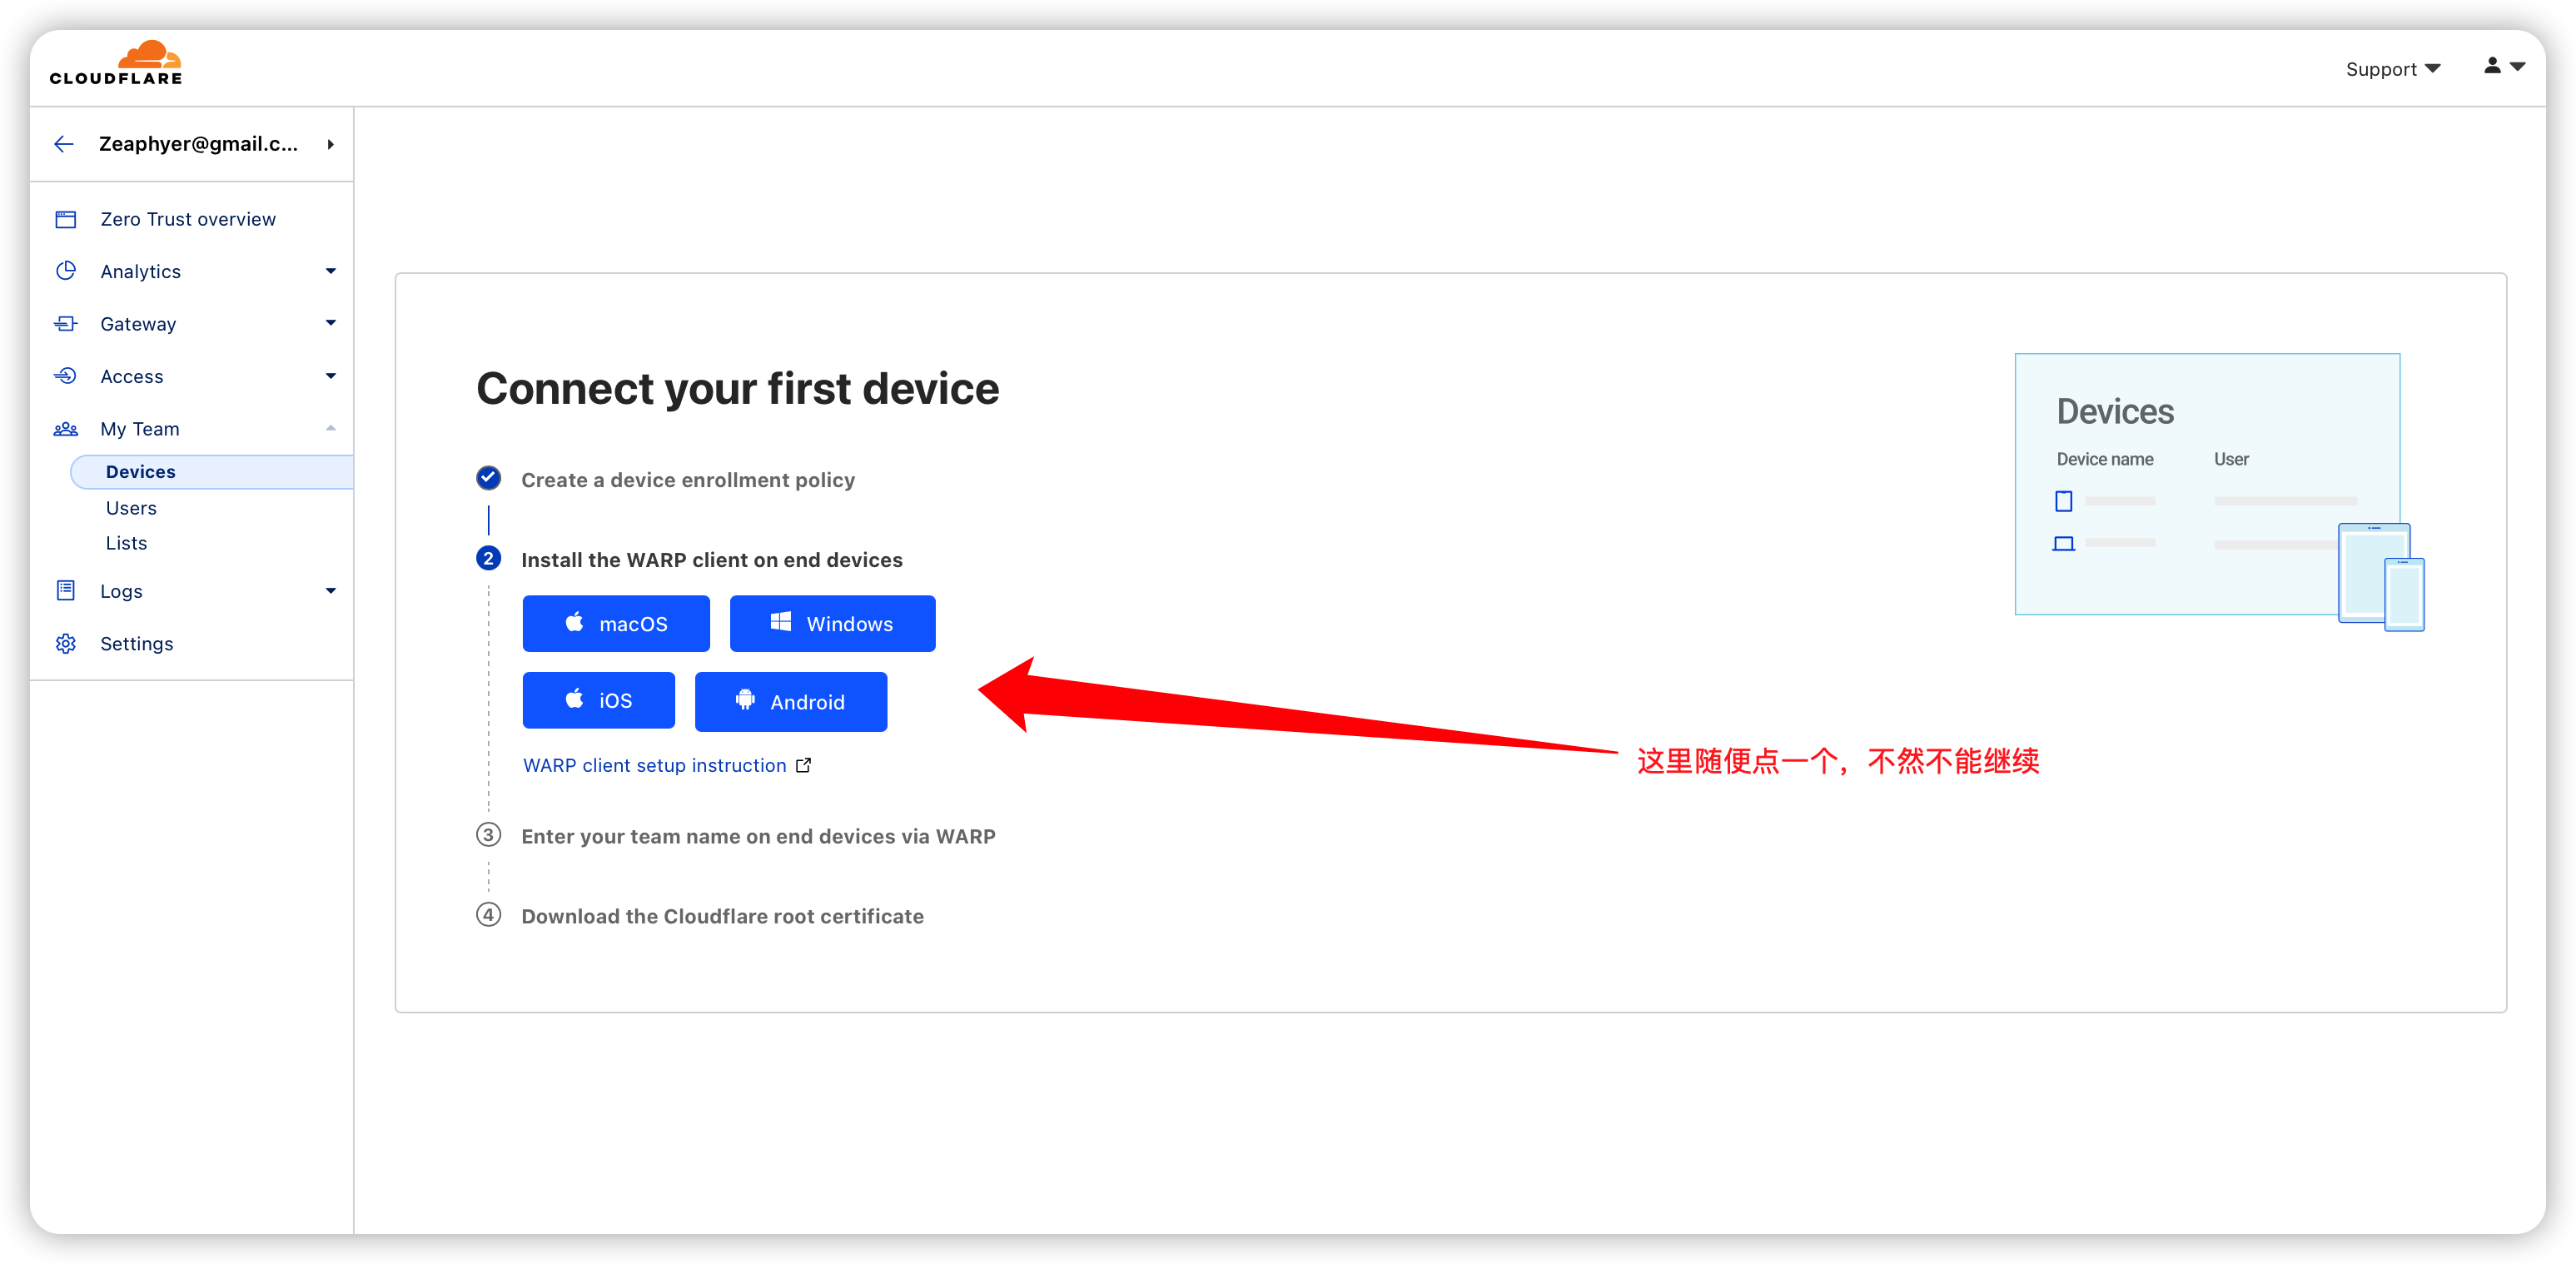 CLOUDFLARE
Support
Zeaphyer@gmail.c...
Zero Trust overview
Analytics
Gateway
Access
My Team
Devices
Users
Lists
Logs
Settings
Connect your first device
Create a device enrollment policy
2 Install the WARP client on end devices
macOS Windows
iOS Android
WARP client setup instruction
3 Enter your team name on end devices via WARP
4 Download the Cloudflare root certificate
Devices
Device name User
这里随便点一个，不然不能继续